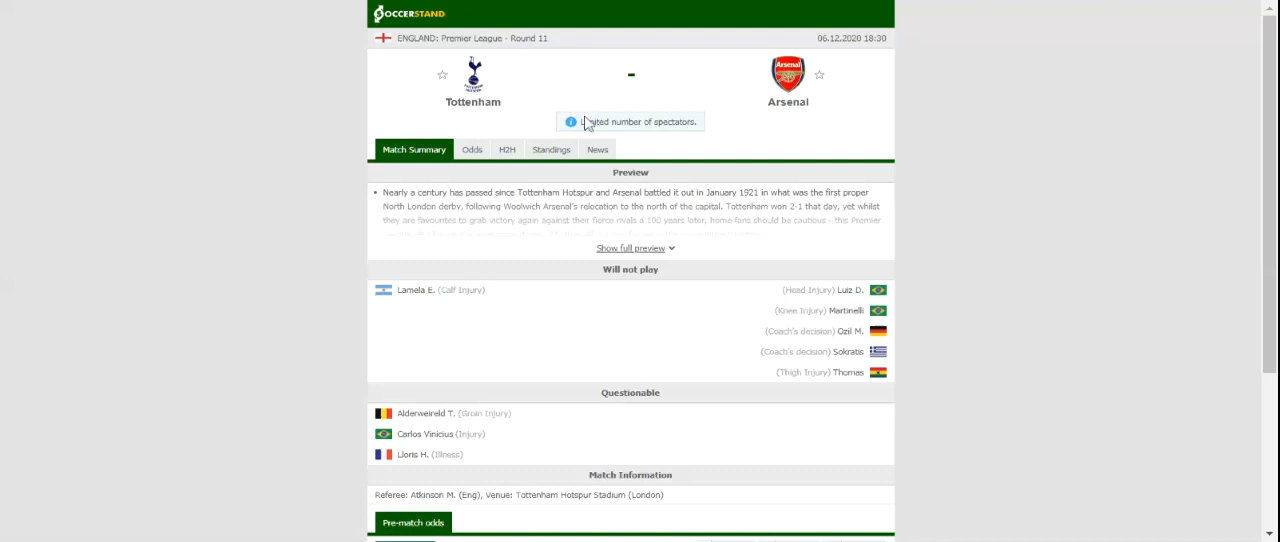 SOCCERSTAND
ENGLAND: Premier League - Round 11 06.12.2020 18:30
-
Arsenal
Tottenham Arsenal
number of spectators.
Match Summary Odds H2H Standings News
Preview
• Nearly a century has passed since Tottenham Hotspur and Arsenal battled it out in January 1921 in what was the first proper
North London derby, following Woolwich Arsenal's relocation to the north of the capital. Tottenham won 2-1 that day, yet whilst
they are favourites to grab victory again against their fierce rivals a 100 years later, home fans should be cautious - this Premier
Show full preview
Will not play
Lamela E. (Calf Injury) (Head Injury) Luiz D.
(Knee Injury) Martinelli
(Coach's decision) Ozil M.
(Coach's decision) Sokratis
(Thigh Injury) Thomas
Questionable
Alderweireld T. (Groin Injury)
Carlos Vinicius (Injury)
Lloris H. (Illness)
Match Information
Referee: Atkinson M. (Eng), Venue: Tottenham Hotspur Stadium (London)
Pre-match odds